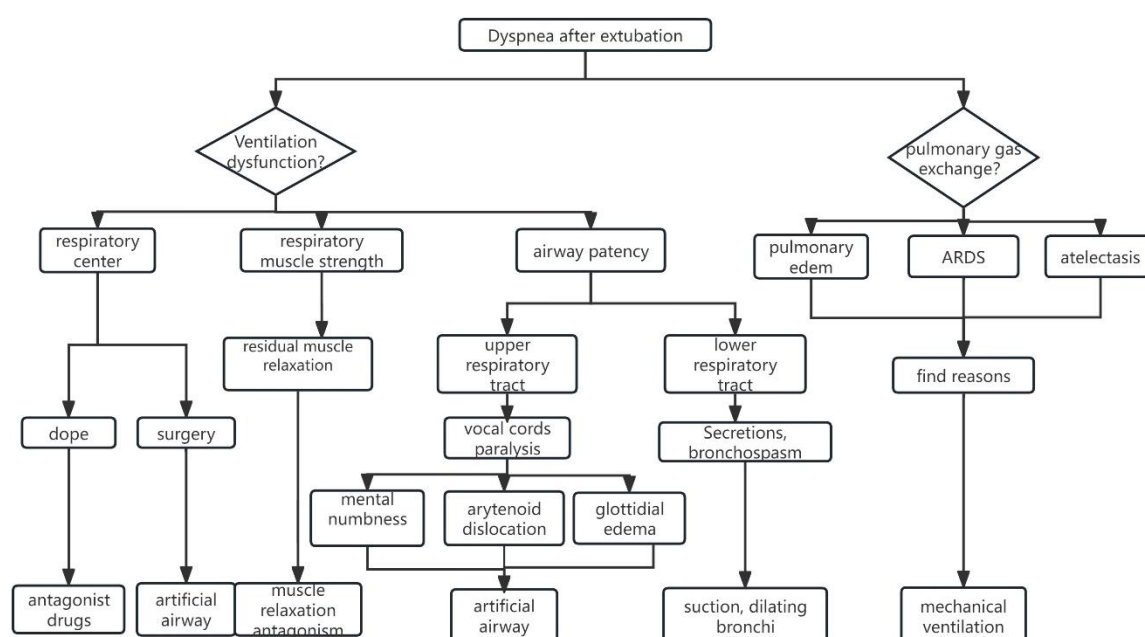 Dyspnea after extubation
Ventilation
dysfunction?
pulmonary gas
exchange?
respiratory
center
respiratory
muscle strength
airway patency
pulmonary
edem
ARDS
atelectasis
residual muscle
relaxation
upper
respiratory
tract
lower
respiratory
tract
find reasons
dope
surgery
vocal cords
paralysis
Secretions,
bronchospasm
mental
numbness
arytenoid
dislocation
glottidial
edema
antagonist
drugs
artificial
airway
muscle
relaxation
antagonism
artificial
airway
suction, dilating
bronchi
mechanical
ventilation